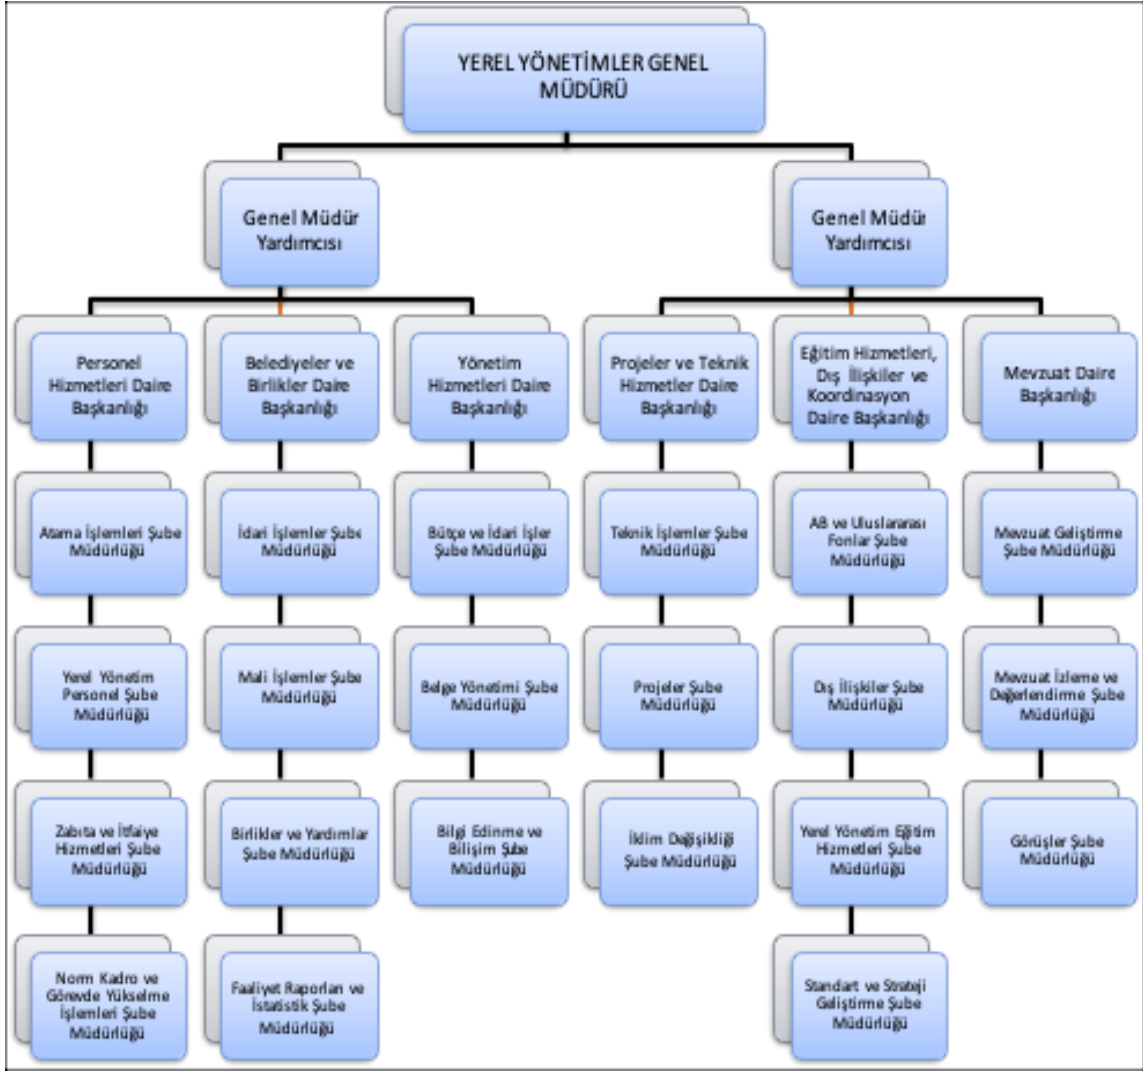 YEREL YÖNETİMLER GENEL
MÜDÜRÜ
Genel Müdür
Yardımcısı
Genel Müdür
Yardımcısı
Personel
Hizmetleri Daire
Başkanlığı
Belediyeler ve
Birlikler Daire
Başkanlığı
Yönetim
Hizmetleri Daire
Başkanlığı
Projeler ve Teknik
Hizmetler Daire
Başkanlığı
Eğitim Hizmetleri,
Dış İlişkiler ve
Koordinasyon
Daire Başkanlığı
Mevzuat Daire
Başkanlığı
Atama İşlemleri Şube
Müdürlüğü
İdari İşlemler Şube
Müdürlüğü
Bütçe ve İdari İşler
Şube Müdürlüğü
Teknik İşlemler Şube
Müdürlüğü
AB ve Uluslararası
Fonlar Şube
Müdürlüğü
Mevzuat Geliştirme
Şube Müdürlüğü
Yerel Yönetim
Personel Şube
Müdürlüğü
Mali İşlemler Şube
Müdürlüğü
Belge Yönetimi Şube
Müdürlüğü
Projeler Şube
Müdürlüğü
Dış İlişkiler Şube
Müdürlüğü
Mevzuat İzleme ve
Değerlendirme Şube
Müdürlüğü
Zabıta ve İtfaiye
Hizmetleri Şube
Müdürlüğü
Birlikler ve Yardımlar
Şube Müdürlüğü
Bilgi Edinme ve
Bilişim Şube
Müdürlüğü
İklim Değişikliği
Şube Müdürlüğü
Yerel Yönetim Eğitim
Hizmetleri Şube
Müdürlüğü
Görüşler Şube
Müdürlüğü
Norm Kadro ve
Görevde Yükselme
İşlemleri Şube
Müdürlüğü
Faaliyet Raporları ve
İstatistik Şube
Müdürlüğü
Standart ve Strateji
Geliştirme Şube
Müdürlüğü